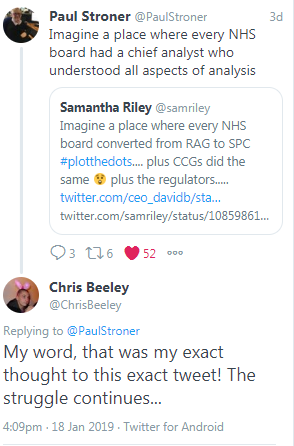 Paul Stroner @PaulStroner 3d
Imagine a place where every NHS
board had a chief analyst who
understood all aspects of analysis
Samantha Riley @samriley
Imagine a place where every NHS
board converted from RAG to SPC
#plotthedots.... plus CCGs did the
same 😲 plus the regulators.....
twitter.com/ceo_davidb/sta...
twitter.com/samriley/status/10859861...
3 6 52
Chris Beeley
@ChrisBeeley
Replying to @PaulStroner
My word, that was my exact
thought to this exact tweet! The
struggle continues...
4:09pm · 18 Jan 2019 · Twitter for Android